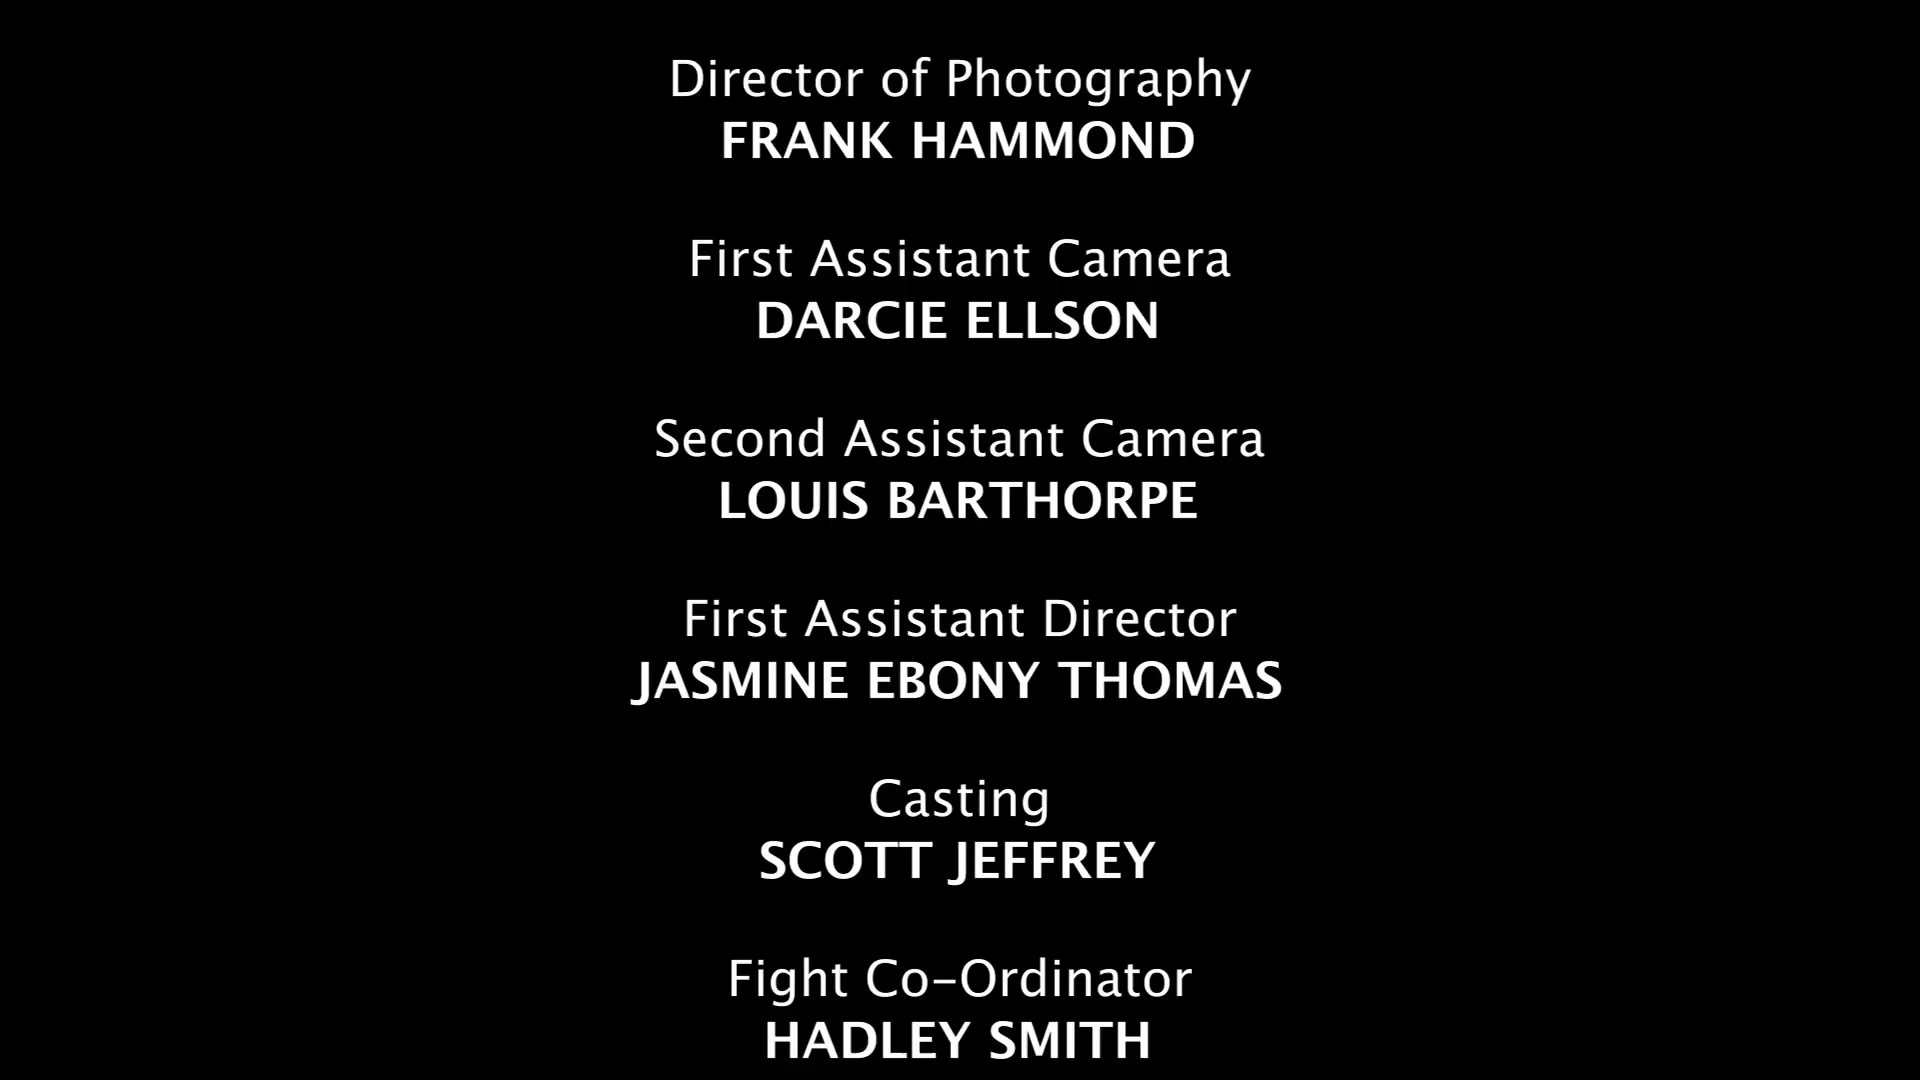 Director of Photography
FRANK HAMMOND
First Assistant Camera
DARCIE ELLSON
Second Assistant Camera
LOUIS BARTHORPE
First Assistant Director
JASMINE EBONY THOMAS
Casting
SCOTT JEFFREY
Fight Co-Ordinator
HADLEY SMITH